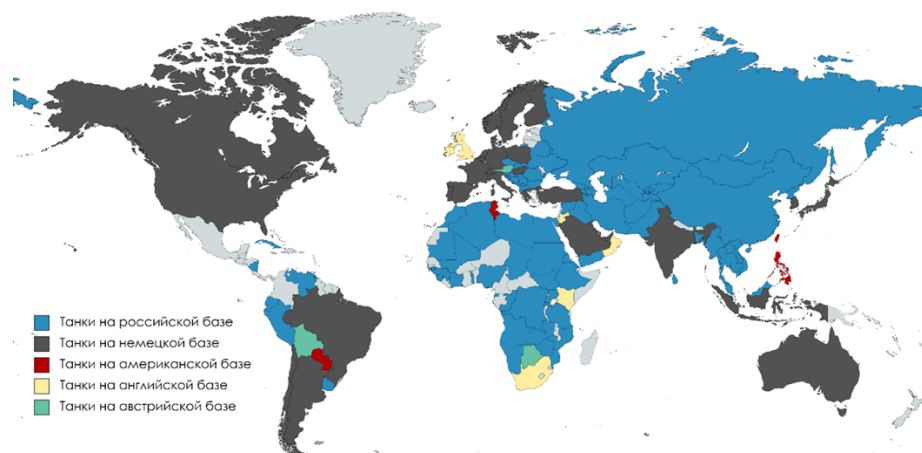 Танки на российской базе
Танки на немецкой базе
Танки на американской базе
Танки на английской базе
Танки на австрийской базе